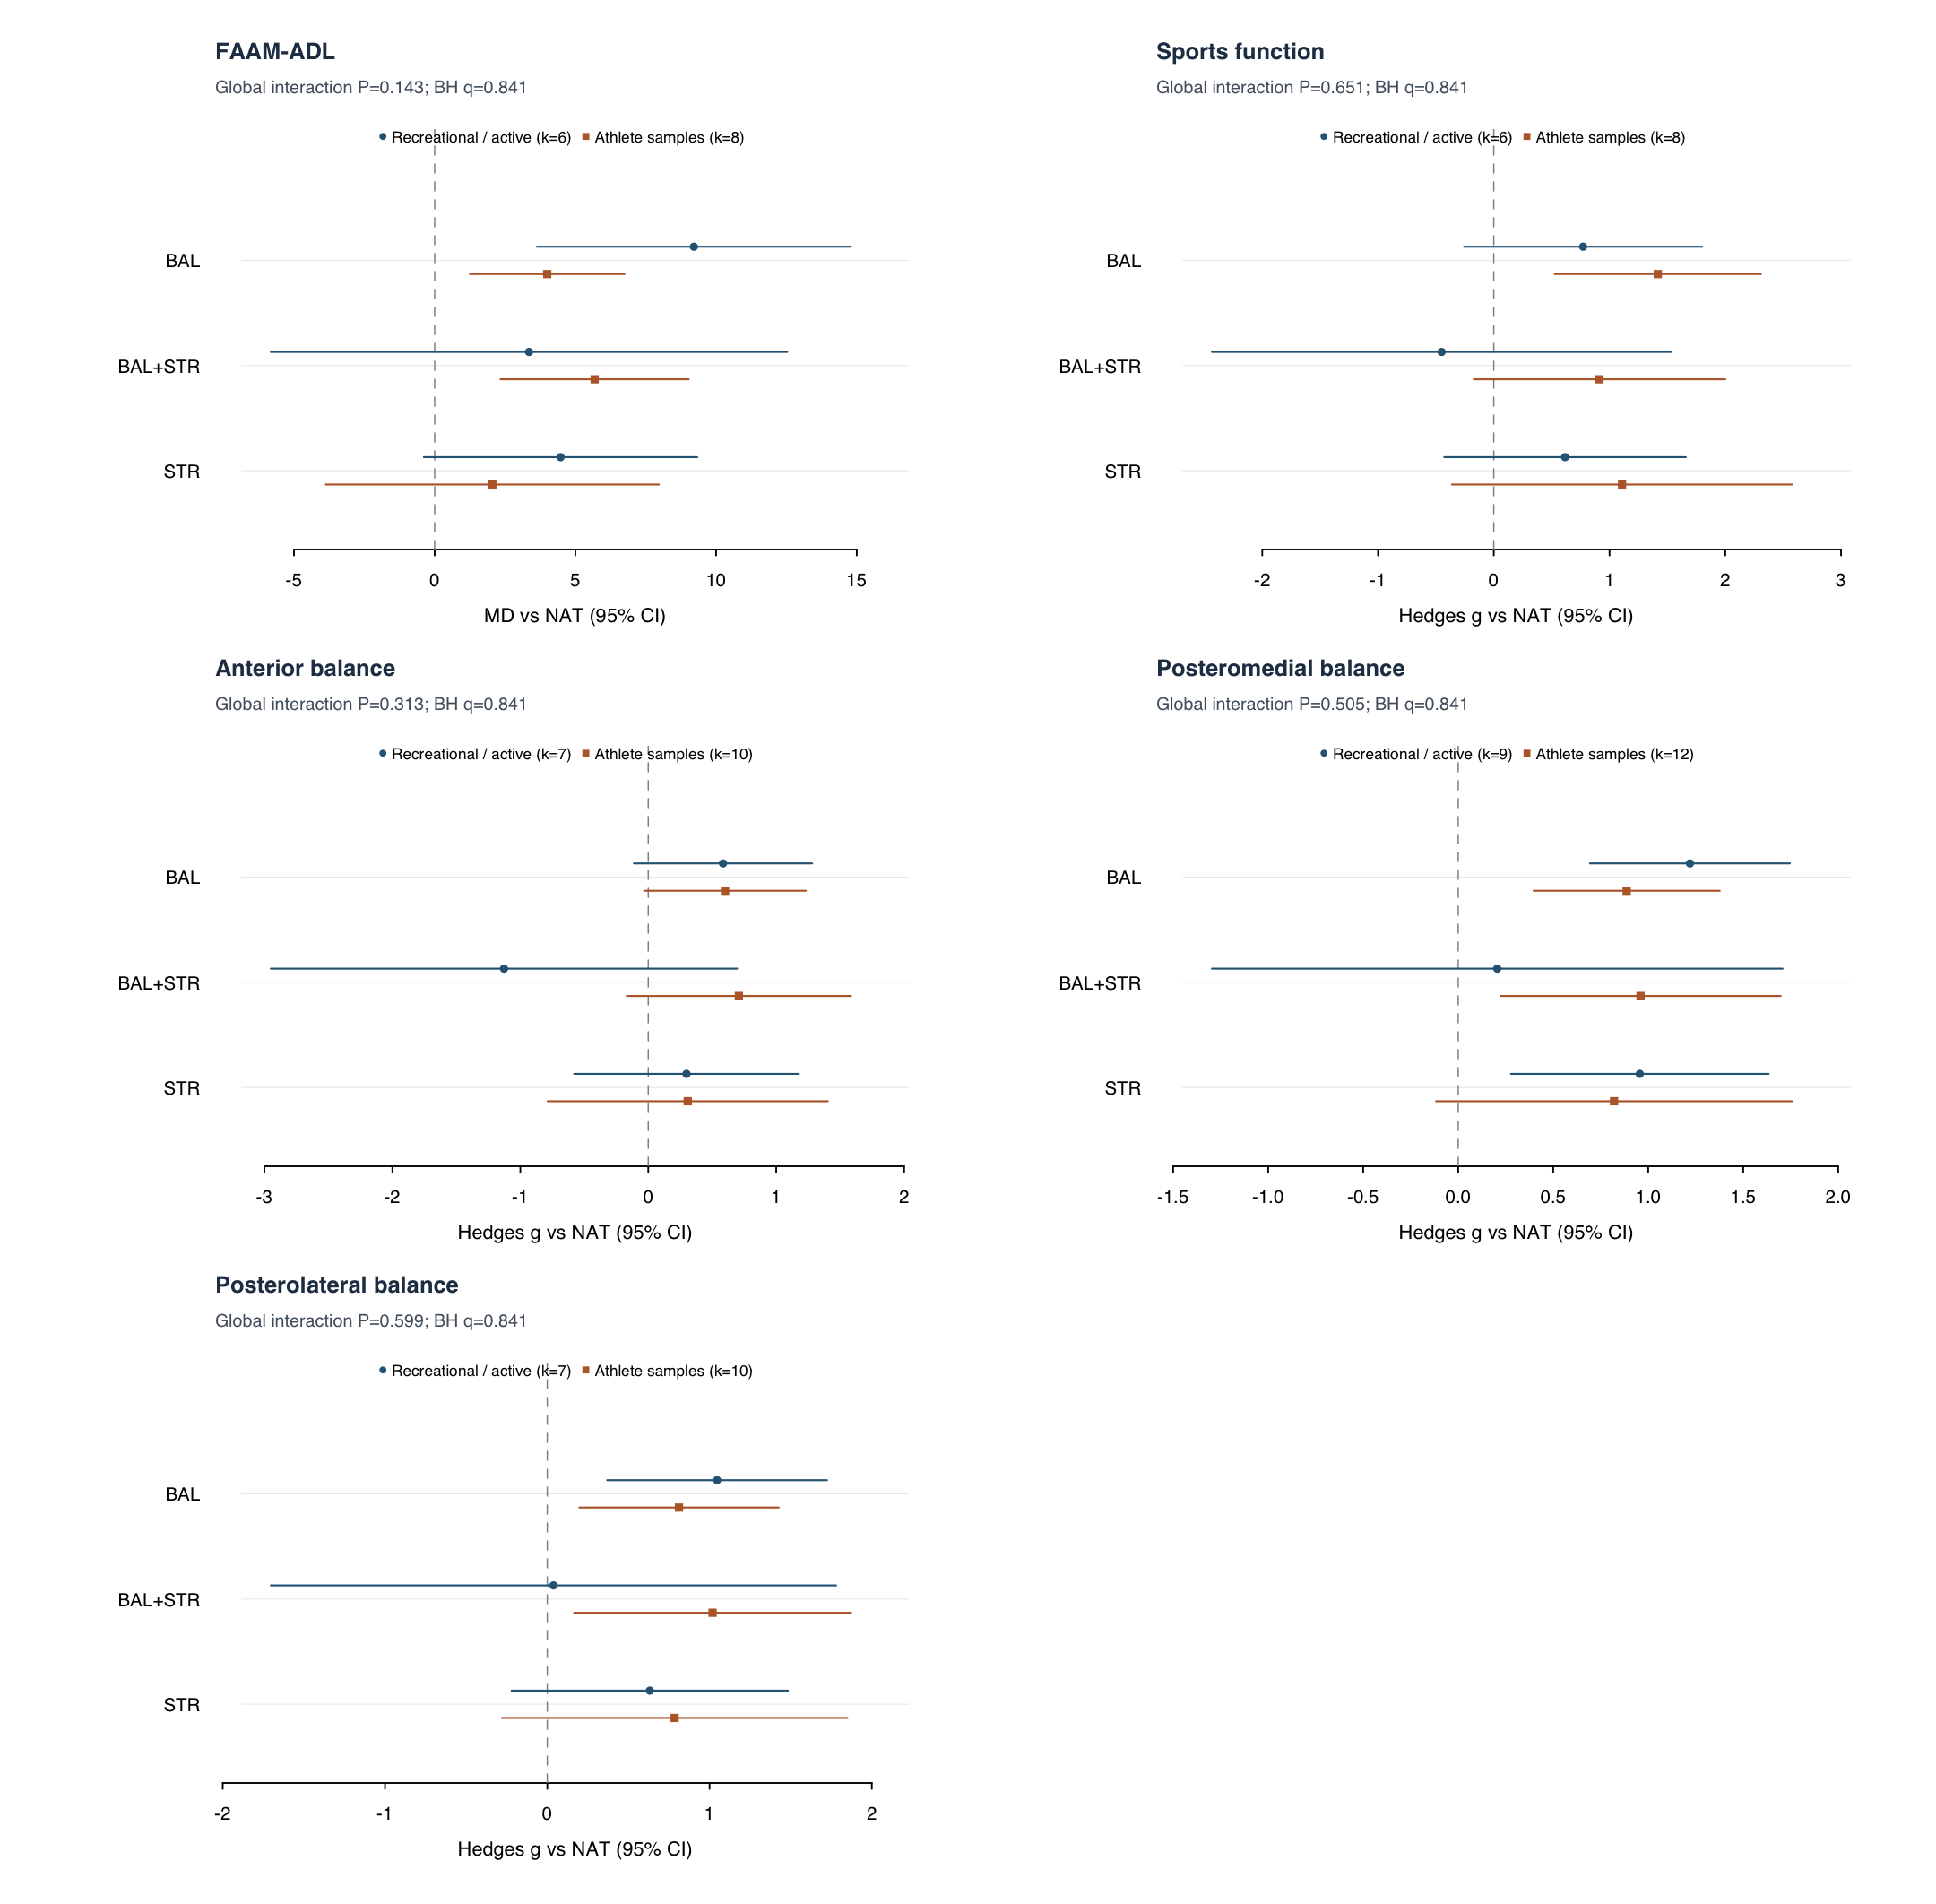 FAAM-ADL
Global interaction P=0.143; BH q=0.841
Recreational / active (k=6) Athlete samples (k=8)
BAL
BAL+STR
STR
-5 0 5 10 15
MD vs NAT (95% CI)
Sports function
Global interaction P=0.651; BH q=0.841
Recreational / active (k=6) Athlete samples (k=8)
BAL
BAL+STR
STR
-2 -1 0 1 2 3
Hedges g vs NAT (95% CI)
Anterior balance
Global interaction P=0.313; BH q=0.841
Recreational / active (k=7) Athlete samples (k=10)
BAL
BAL+STR
STR
-3 -2 -1 0 1 2
Hedges g vs NAT (95% CI)
Posteromedial balance
Global interaction P=0.505; BH q=0.841
Recreational / active (k=9) Athlete samples (k=12)
BAL
BAL+STR
STR
-1.5 -1.0 -0.5 0.0 0.5 1.0 1.5 2.0
Hedges g vs NAT (95% CI)
Posterolateral balance
Global interaction P=0.599; BH q=0.841
Recreational / active (k=7) Athlete samples (k=10)
BAL
BAL+STR
STR
-2 -1 0 1 2
Hedges g vs NAT (95% CI)